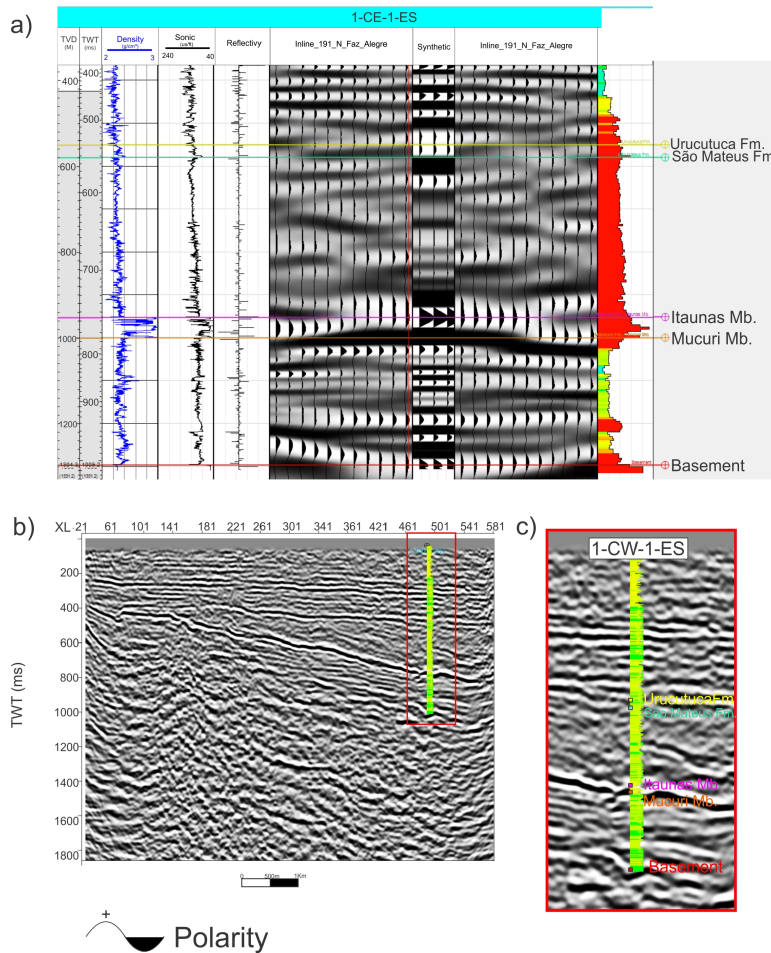 a)
1-CE-1-ES
TVD TWT Density Sonic Reflectivy Inline_191_N_Faz_Alegre Synthetic Inline_191_N_Faz_Alegre
(M) (ms) (g/cm³) (us/ft)
2 3 240 40
400
500
Urucutuca Fm.
São Mateus Fm
600
600
700
800
Itaunas Mb.
Mucuri Mb.
1000
800
900
1200
Basement
b)
c)
XL 21 61 101 141 181 221 261 301 341 381 421 461 501 541 581
1-CW-1-ES
200
400
600
UrucutucaFm
São Mateus Fm.
800
Itaunas Mb
Mucuri Mb.
1000
1200
Basement
1400
1600
1800
TWT (ms)
0 500m 1Km
+
Polarity